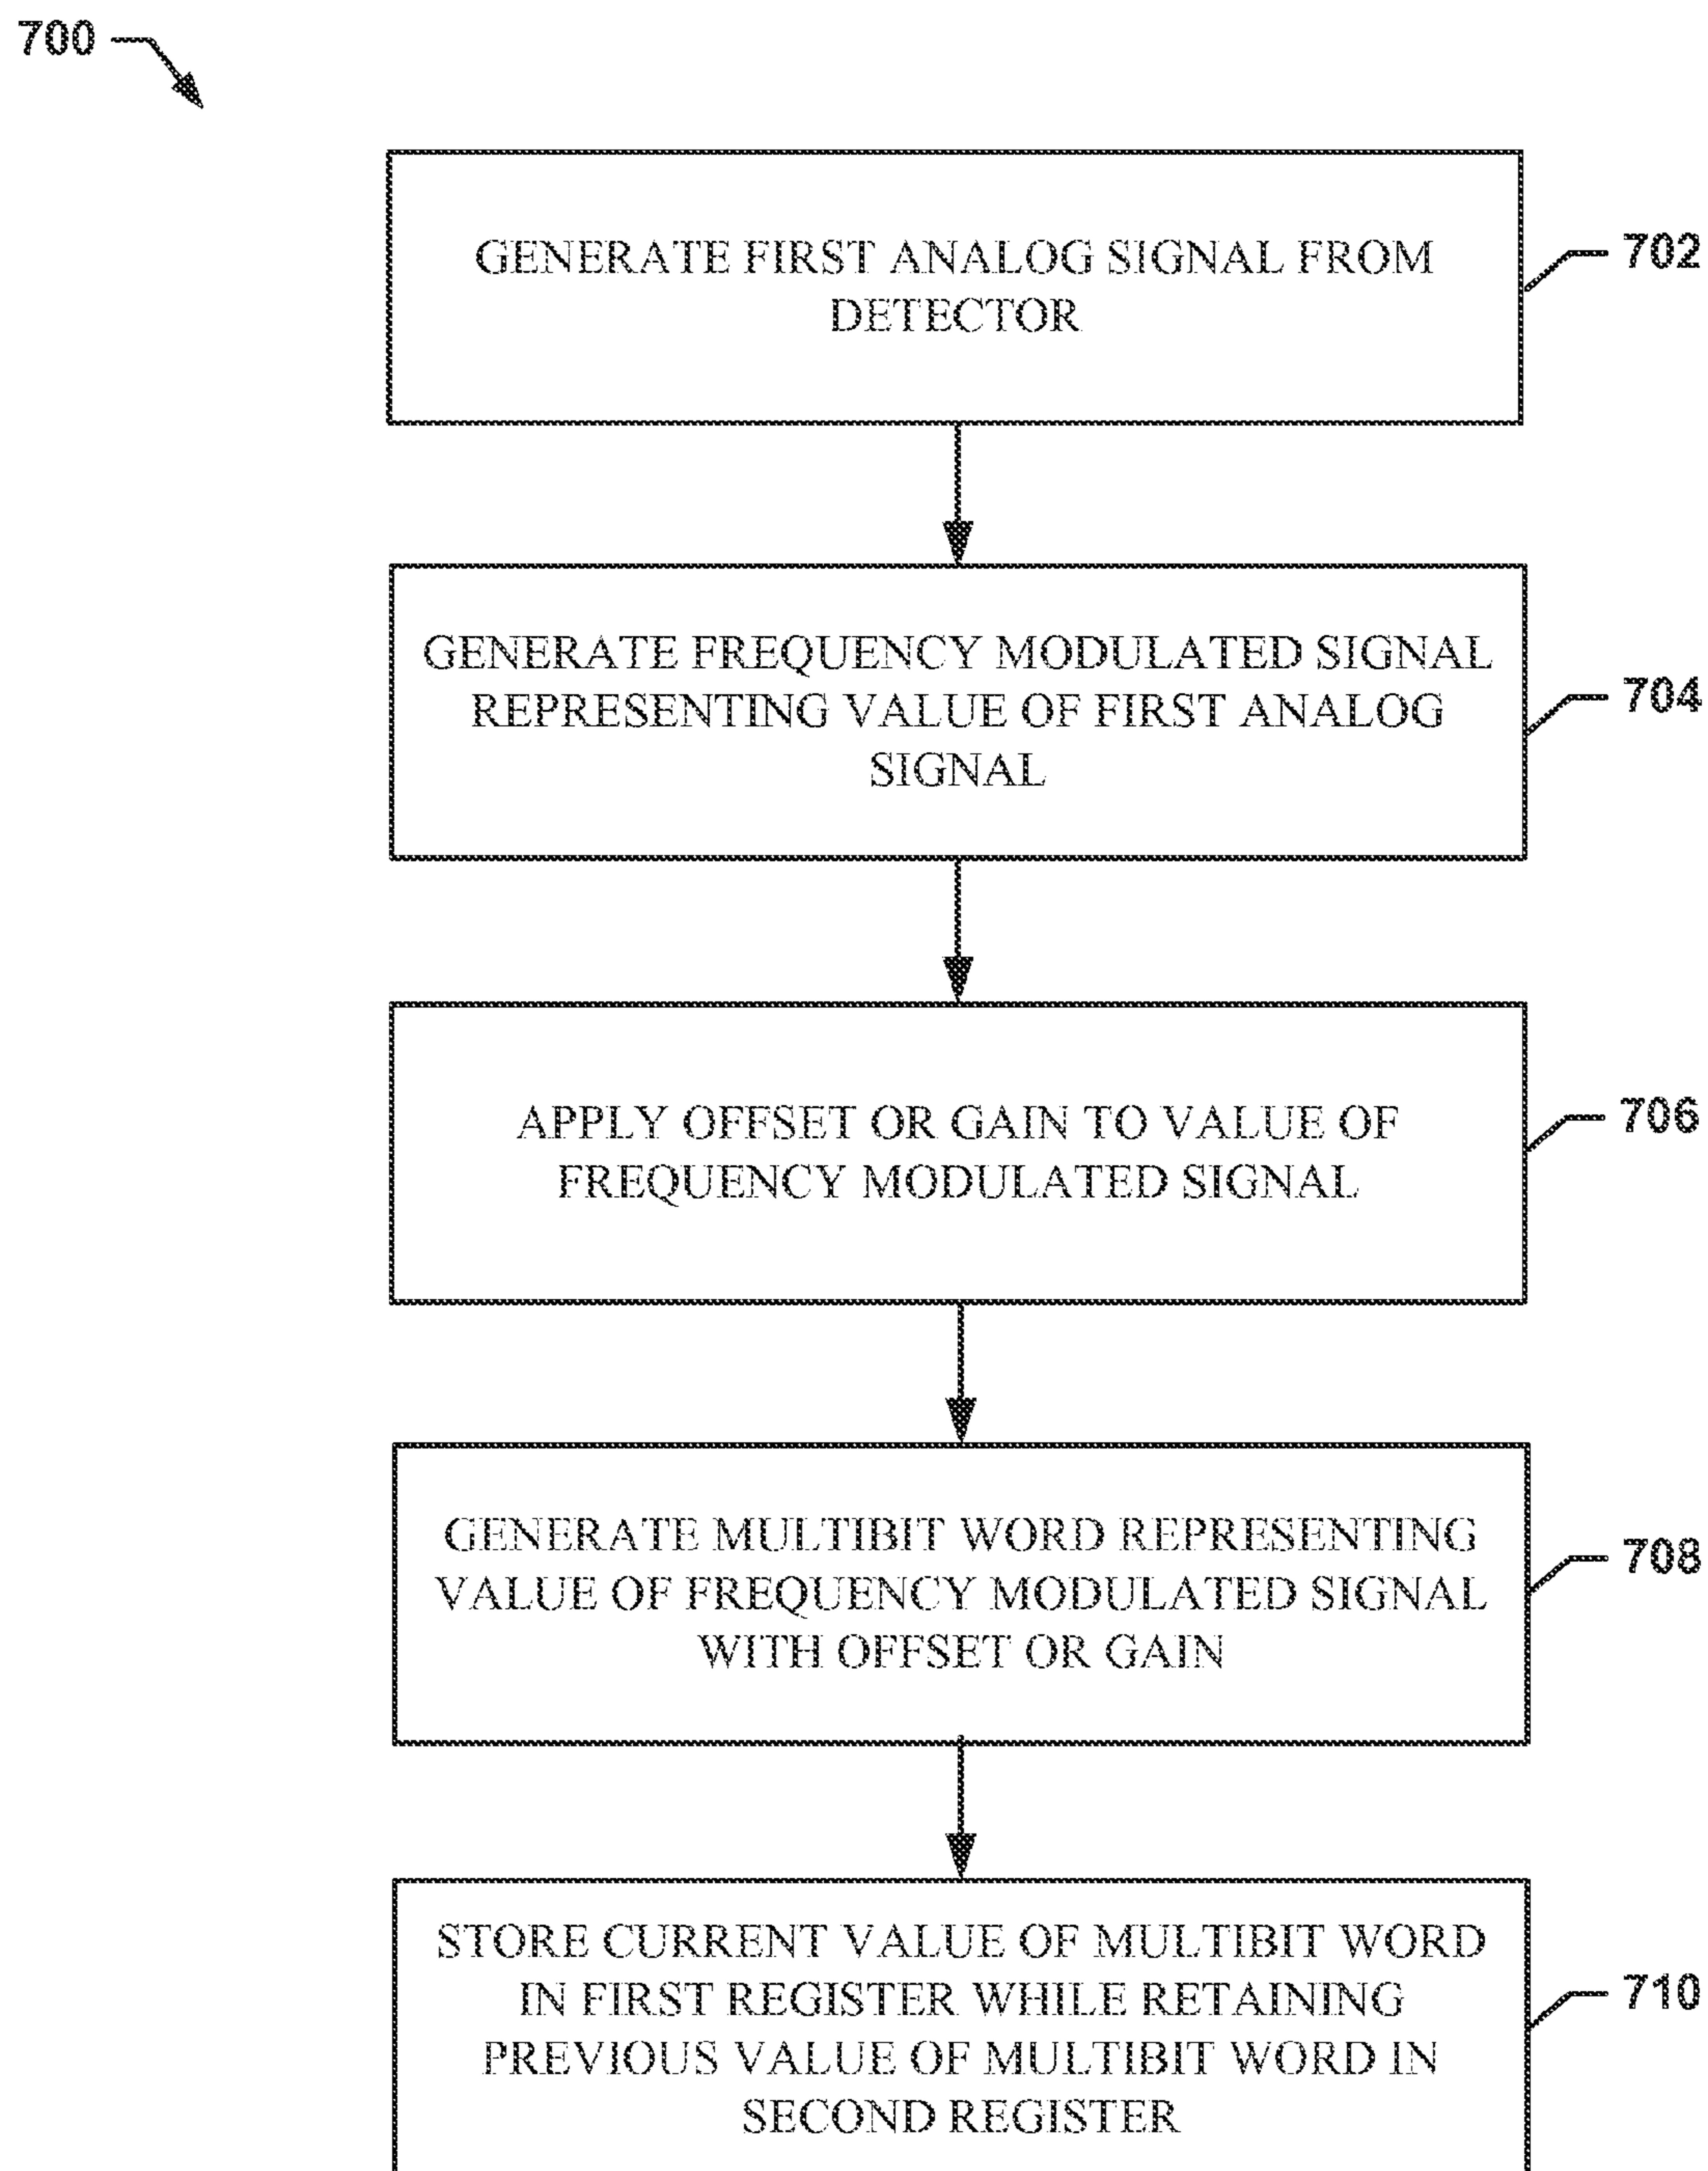 700
GENERATE FIRST ANALOG SIGNAL FROM
DETECTOR
702
GENERATE FREQUENCY MODULATED SIGNAL
REPRESENTING VALUE OF FIRST ANALOG
SIGNAL
704
APPLY OFFSET OR GAIN TO VALUE OF
FREQUENCY MODULATED SIGNAL
706
GENERATE MULTIBIT WORD REPRESENTING
VALUE OF FREQUENCY MODULATED SIGNAL
WITH OFFSET OR GAIN
708
STORE CURRENT VALUE OF MULTIBIT WORD
IN FIRST REGISTER WHILE RETAINING
PREVIOUS VALUE OF MULTIBIT WORD IN
SECOND REGISTER
710